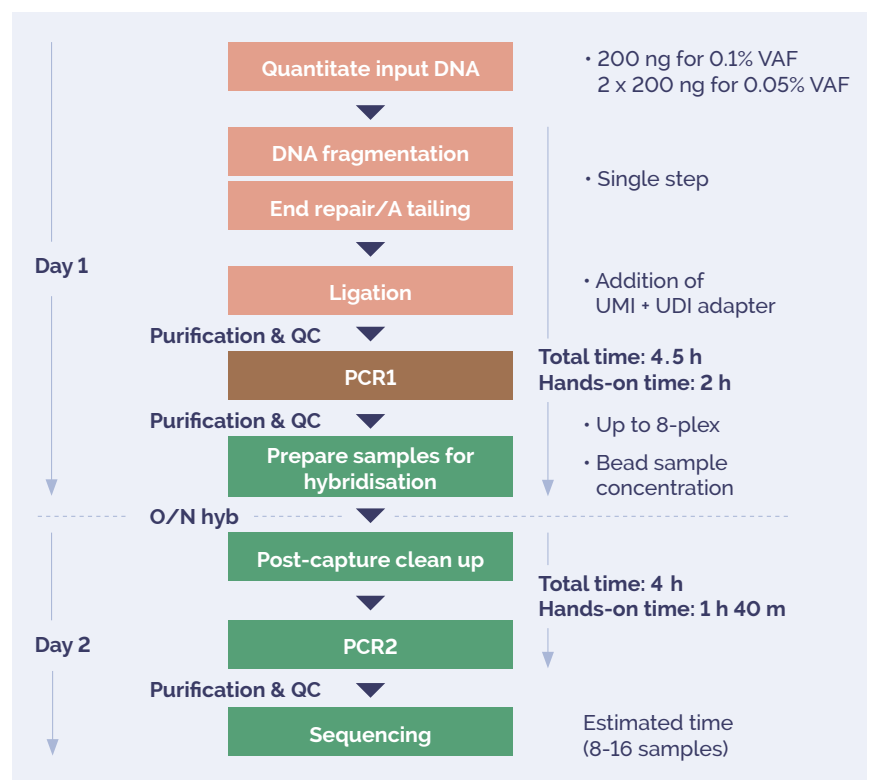 Quantitate input DNA
• 200 ng for 0.1% VAF
2 x 200 ng for 0.05% VAF
DNA fragmentation
• Single step
End repair/A tailing
Day 1
Ligation
• Addition of
UMI + UDI adapter
Purification & QC
PCR1
Total time: 4.5 h
Hands-on time: 2 h
Purification & QC
• Up to 8-plex
Prepare samples for
hybridisation
• Bead sample
concentration
O/N hyb
Post-capture clean up
Total time: 4 h
Hands-on time: 1 h 40 m
Day 2
PCR2
Purification & QC
Sequencing
Estimated time
(8-16 samples)